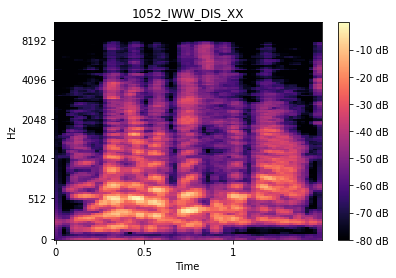 1052_IWW_DIS_XX
8192
4096
2048
1024
512
0
Hz
0
0.5
1
Time
-10 dB
-20 dB
-30 dB
-40 dB
-50 dB
-60 dB
-70 dB
-80 dB